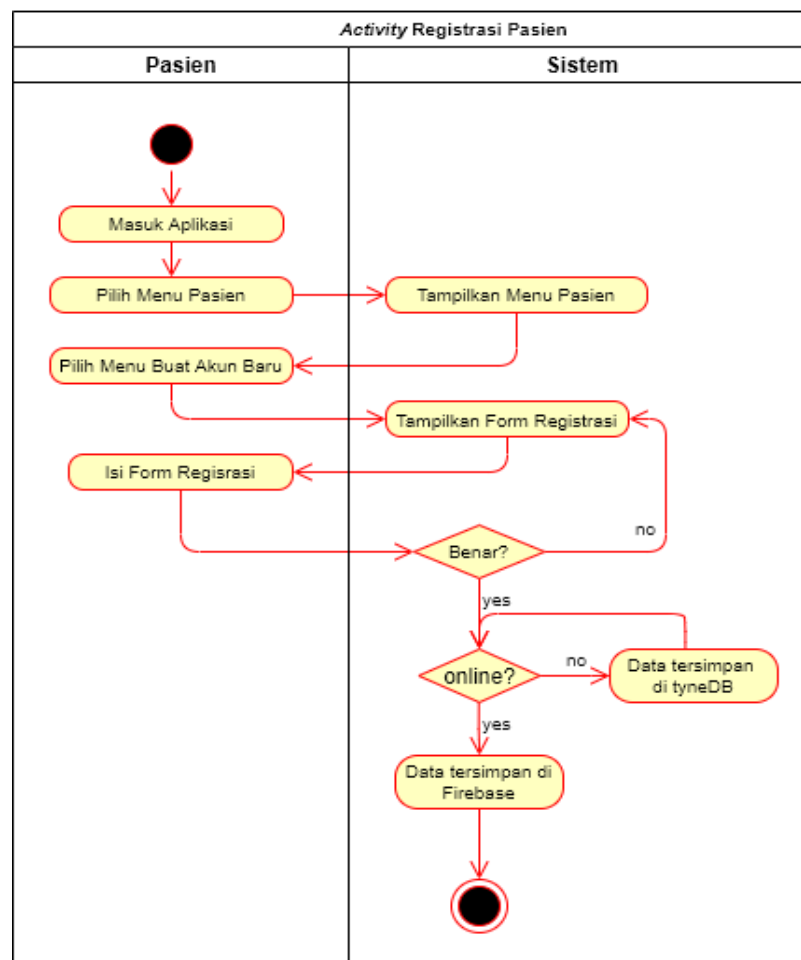 Activity Registrasi Pasien
Pasien
Sistem
Masuk Aplikasi
Pilih Menu Pasien
Tampilkan Menu Pasien
Pilih Menu Buat Akun Baru
Tampilkan Form Registrasi
Isi Form Regisrasi
Benar?
no
yes
online?
no
Data tersimpan
di tyneDB
yes
Data tersimpan di
Firebase